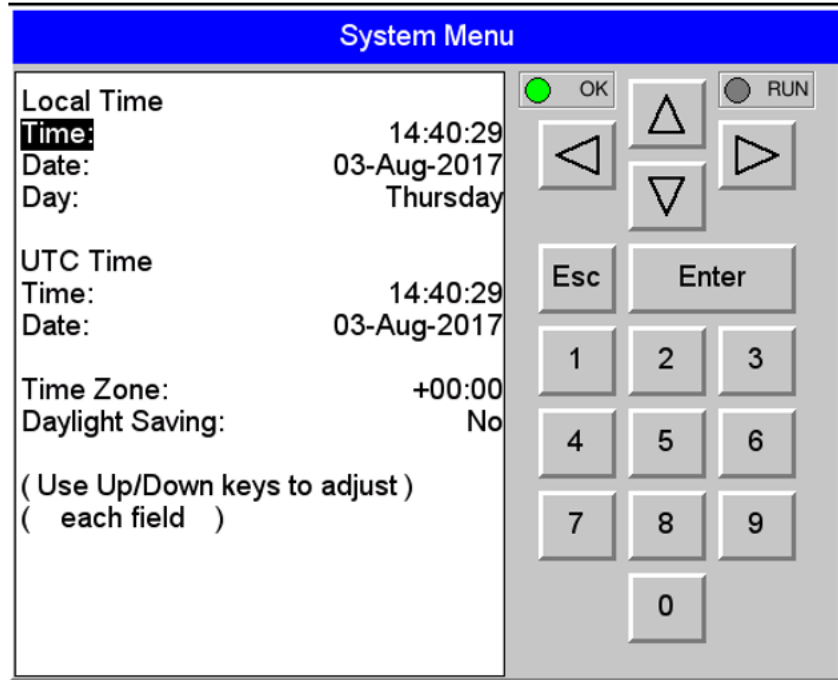 System Menu
Local Time
Time: 14:40:29
Date: 03-Aug-2017
Day: Thursday
UTC Time
Time: 14:40:29
Date: 03-Aug-2017
Time Zone: +00:00
Daylight Saving: No
( Use Up/Down keys to adjust )
( each field )
OK RUN
Esc Enter
1 2 3
4 5 6
7 8 9
0